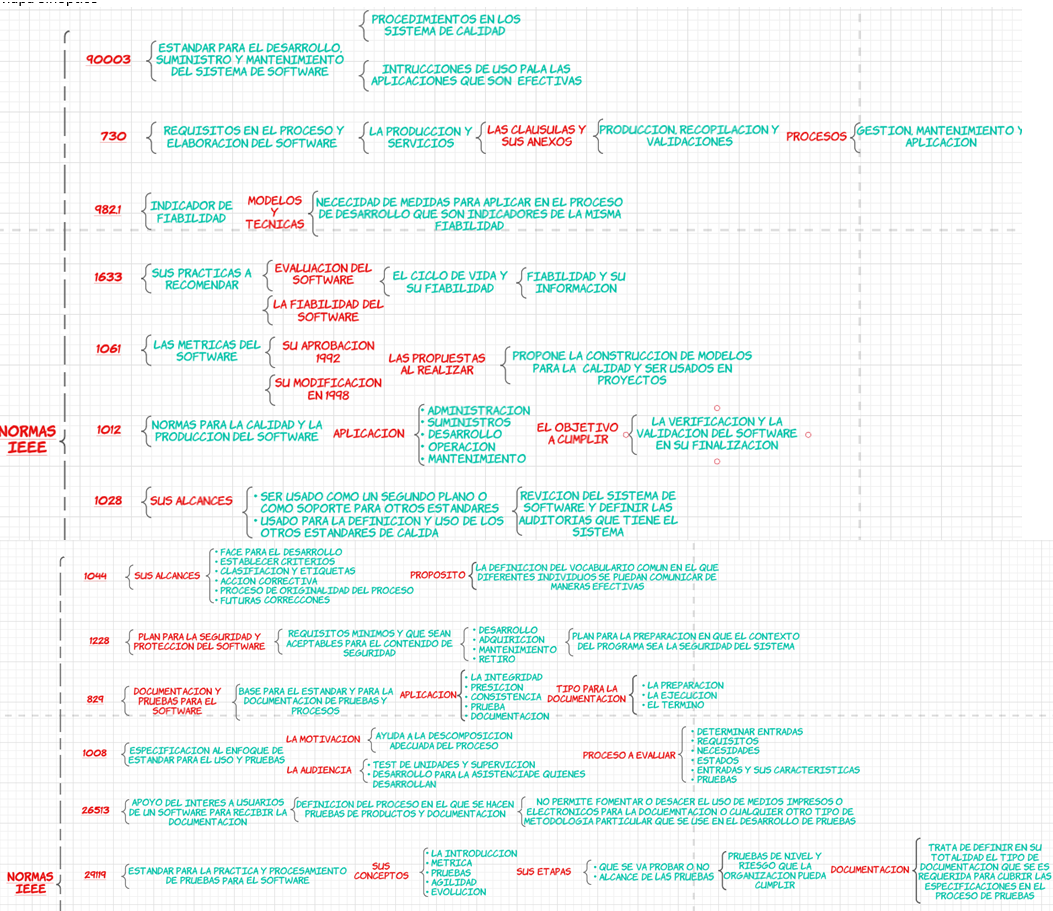 PROCEDIMIENTOS EN LOS
SISTEMA DE CALIDAD
90003
ESTANDAR PARA EL DESARROLLO,
SUMINISTRO Y MANTENIMIENTO
DEL SISTEMA DE SOFTWARE
INTRUCCIONES DE USO PALA LAS
APLICACIONES QUE SON EFECTIVAS
730
REQUISITOS EN EL PROCESO Y
ELABORACION DEL SOFTWARE
LA PRODUCCION Y
SERVICIOS
LAS CLAUSULAS Y
SUS ANEXOS
PRODUCCION, RECOPILACION Y
VALIDACIONES
PROCESOS
GESTION, MANTENIMIENTO Y
APLICACION
982.1
INDICADOR DE
FIABILIDAD
MODELOS
Y
TECNICAS
NECECIDAD DE MEDIDAS PARA APLICAR EN EL PROCESO
DE DESARROLLO QUE SON INDICADORES DE LA MISMA
FIABILIDAD
1633
SUS PRACTICAS A
RECOMENDAR
EVALUACION DEL
SOFTWARE
EL CICLO DE VIDA Y
SU FIABILIDAD
FIABILIDAD Y SU
INFORMACION
LA FIABILIDAD DEL
SOFTWARE
1061
LAS METRICAS DEL
SOFTWARE
SU APROBACION
1992
SU MODIFICACION
EN 1998
LAS PROPUESTAS
AL REALIZAR
PROPONE LA CONSTRUCCION DE MODELOS
PARA LA CALIDAD Y SER USADOS EN
PROYECTOS
NORMAS
IEEE
1012
NORMAS PARA LA CALIDAD Y LA
PRODUCCION DEL SOFTWARE
APLICACION
• ADMINISTRACION
• SUMINISTROS
• DESARROLLO
• OPERACION
• MANTENIMIENTO
EL OBJETIVO
A CUMPLIR
LA VERIFICACION Y LA
VALIDACION DEL SOFTWARE
EN SU FINALIZACION
1028
SUS ALCANCES
• SER USADO COMO UN SEGUNDO PLANO O
COMO SOPORTE PARA OTROS ESTANDARES
• USADO PARA LA DEFINICION Y USO DE LOS
OTROS ESTANDARES DE CALIDA
REVICION DEL SISTEMA DE
SOFTWARE Y DEFINIR LAS
AUDITORIAS QUE TIENE EL
SISTEMA
1044
SUS ALCANCES
• FACE PARA EL DESARROLLO
• ESTABLECER CRITERIOS
• CLASIFIACION Y ETIQUETAS
• ACCION CORRECTIVA
• PROCESO DE ORIGINALIDAD DEL PROCESO
• FUTURAS CORRECCONES
PROPOSITO
LA DEFINICION DEL VOCABULARIO COMUN EN EL QUE
DIFERENTES INDIVIDUOS SE PUEDAN COMUNICAR DE
MANERAS EFECTIVAS
1228
PLAN PARA LA SEGURIDAD Y
PROTECCION DEL SOFTWARE
REQUISITOS MINIMOS Y QUE SEAN
ACEPTABLES PARA EL CONTENIDO DE
SEGURIDAD
• DESARROLLO
• ADQUIRICION
• MANTENIMIENTO
• RETIRO
PLAN PARA LA PREPARACION EN QUE EL CONTEXTO
DEL PROGRAMA SEA LA SEGURIDAD DEL SISTEMA
829
DOCUMENTACION Y
PRUEBAS PARA EL
SOFTWARE
BASE PARA EL ESTANDAR Y PARA LA
DOCUMENTACION DE PRUEBAS Y
PROCESOS
APLICACION
• LA INTEGRIDAD
• PRESICION
• CONSISTENCIA
• PRUEBA
• DOCUMENTACION
TIPO PARA LA
DOCUMENTACION
• LA PREPARACION
• LA EJECUCION
• EL TERMINO
1008
ESPECIFICACION AL ENFOQUE DE
ESTANDAR PARA EL USO Y PRUEBAS
LA MOTIVACION
AYUDA A LA DESCOMPOSICION
ADECUADA DEL PROCESO
LA AUDIENCIA
• TEST DE UNIDADES Y SUPERVICION
• DESARROLLO PARA LA ASISTENCIADE QUIENES
DESARROLLAN
PROCESO A EVALUAR
• DETERMINAR ENTRADAS
• REQUISITOS
• NECESIDADES
• ESTADOS
• ENTRADAS Y SUS CARACTERISTICAS
• PRUEBAS
26513
APOYO DEL INTERES A USUARIOS
DE UN SOFTWARE PARA RECIBIR LA
DOCUMENTACION
DEFINICION DEL PROCESO EN EL QUE SE HACEN
PRUEBAS DE PRODUCTOS Y DOCUMENTACION
NO PERMITE FOMENTAR O DESACER EL USO DE MEDIOS IMPRESOS O
ELECTRONICOS PARA LA DOCUEMNTACION O CUALQUIER OTRO TIPO DE
METODOLOGIA PARTICULAR QUE SE USE EN EL DESARROLLO DE PRUEBAS
NORMAS
IEEE
29119
ESTANDAR PARA LA PRACTICA Y PROCESAMIENTO
DE PRUEBAS PARA EL SOFTWARE
SUS
CONCEPTOS
• LA INTRODUCCION
• METRICA
• PRUEBAS
• AGILIDAD
• EVOLUCION
SUS ETAPAS
• QUE SE VA PROBAR O NO
• ALCANCE DE LAS PRUEBAS
PRUEBAS DE NIVEL Y
RIESGO QUE LA
ORGANIZACION PUEDA
CUMPLIR
DOCUMENTACION
TRATA DE DEFINIR EN SU
TOTALIDAD EL TIPO DE
DOCUMENTACION QUE SE ES
REQUERIDA PARA CUBRIR LAS
ESPECIFICACIONES EN EL
PROCESO DE PRUEBAS